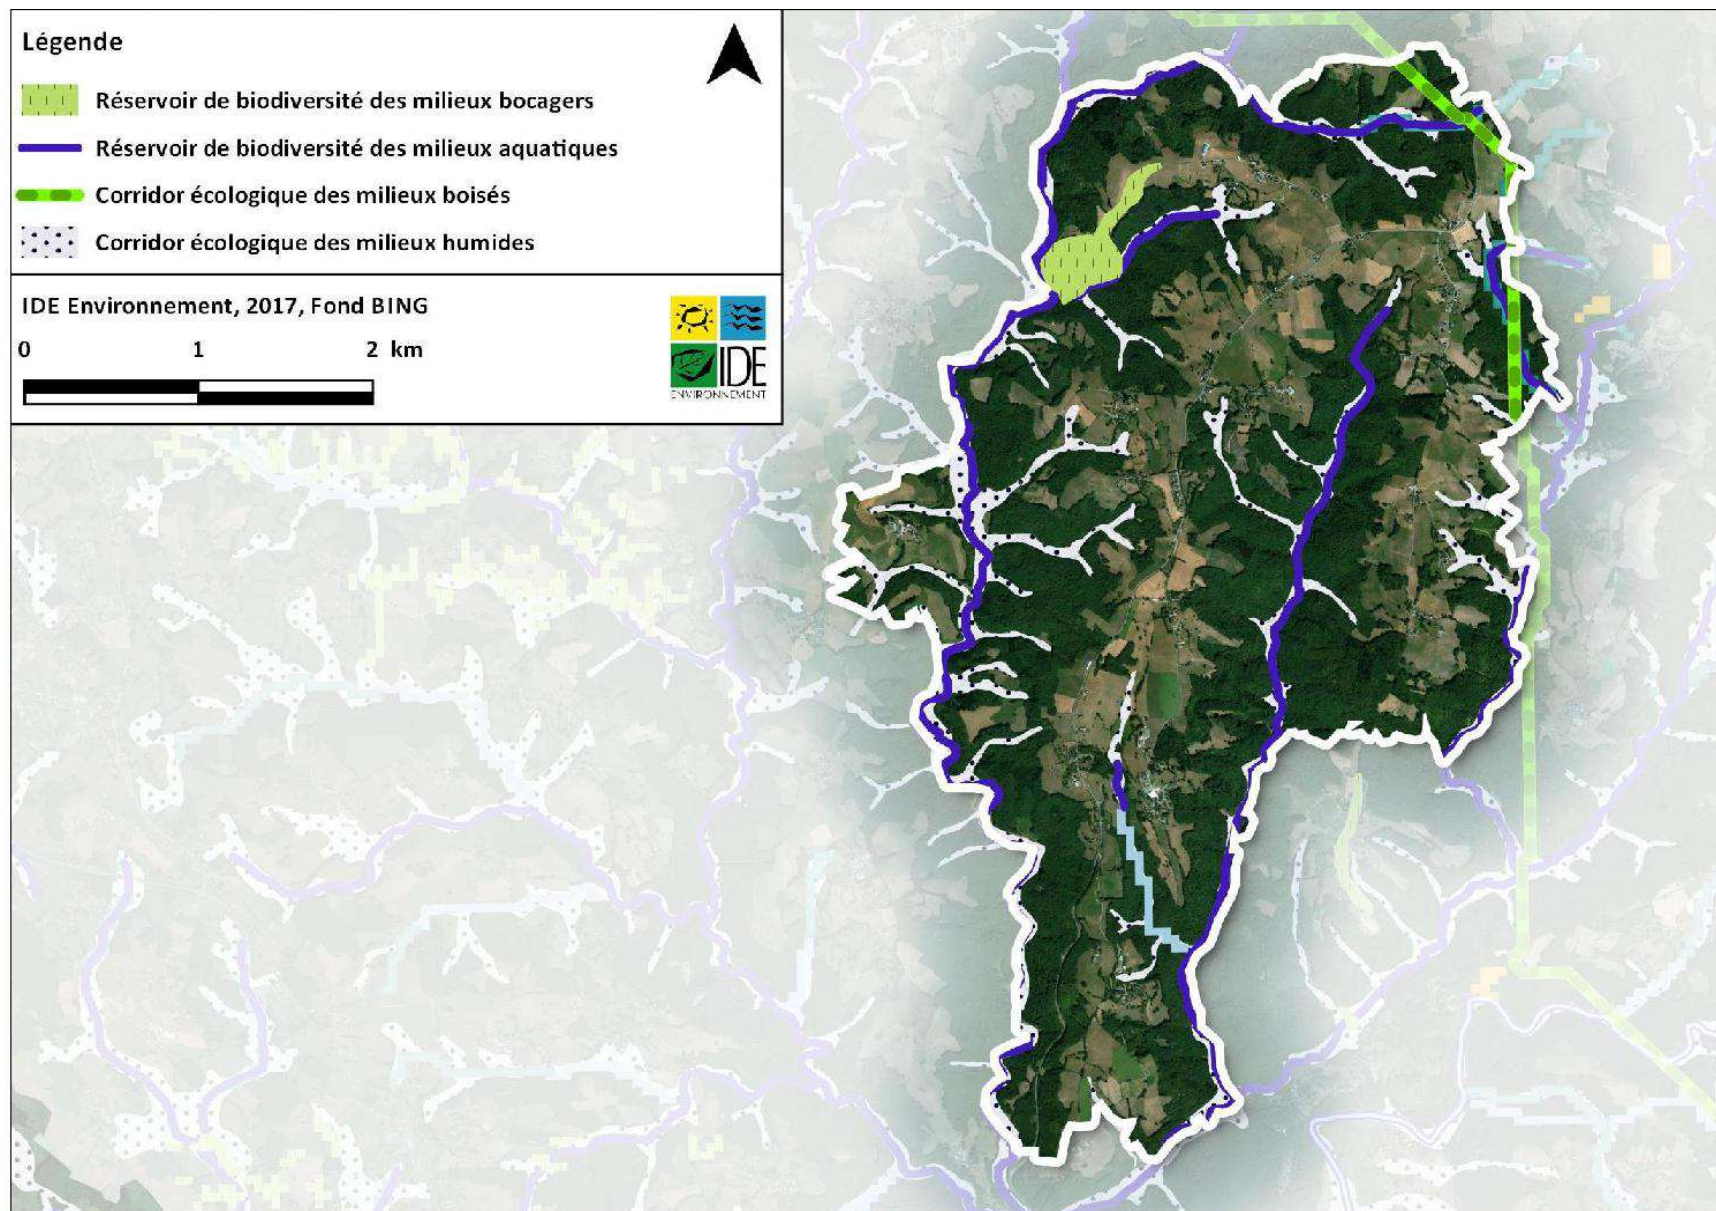 Légende
Réservoir de biodiversité des milieux bocagers
Réservoir de biodiversité des milieux aquatiques
Corridor écologique des milieux boisés
Corridor écologique des milieux humides
IDE Environnement, 2017, Fond BING
0 1 2 km
IDE
ENVIRONNEMENT